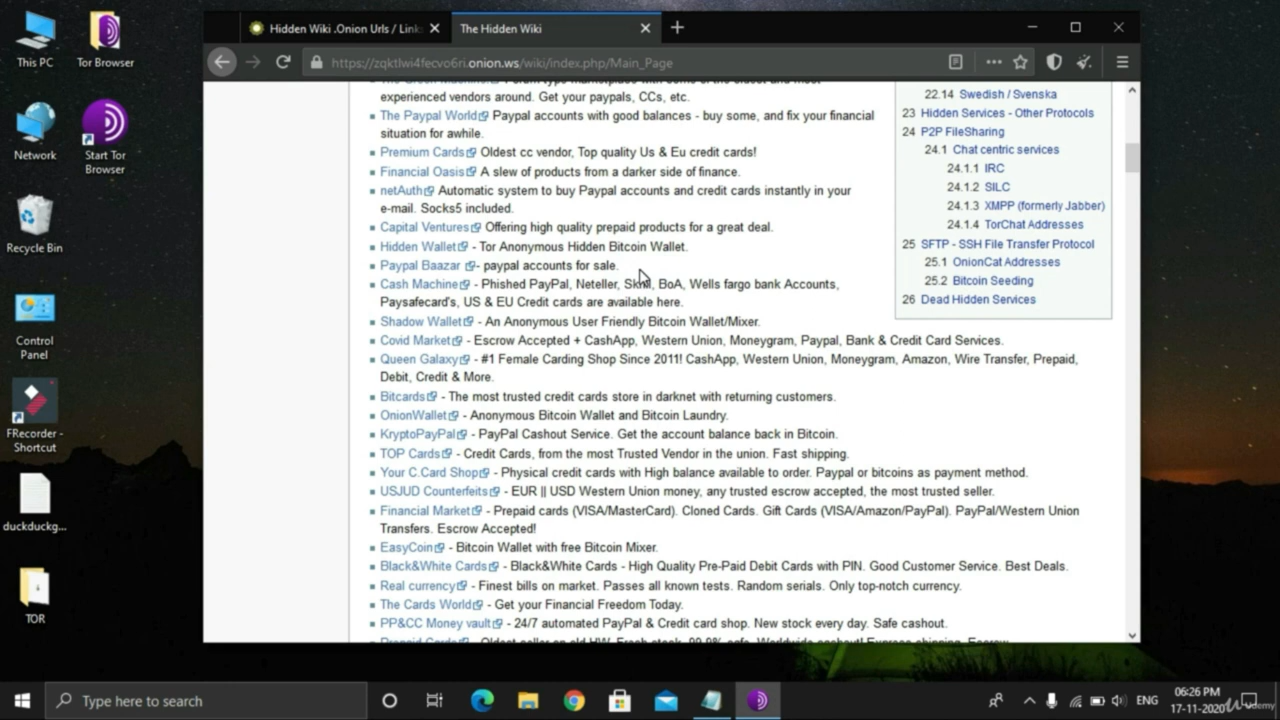 This PC
Tor Browser
Network
Start Tor
Browser
Recycle Bin
Control
Panel
FRecorder -
Shortcut
duckduckg...
TOR
Hidden Wiki .Onion Urls / Link
The Hidden Wiki
https://zqktlwi4fecvo6ri.onion.ws/wiki/index.php/Main_Page
experienced vendors around. Get your paypals, CCs, etc.
The Paypal World Paypal accounts with good balances - buy some, and fix your financial
situation for awhile.
Premium Cards Oldest cc vendor, Top quality Us & Eu credit cards!
Financial Oasis A slew of products from a darker side of finance.
netAuth Automatic system to buy Paypal accounts and credit cards instantly in your
e-mail. Socks5 included.
Capital Ventures Offering high quality prepaid products for a great deal.
Hidden Wallet - Tor Anonymous Hidden Bitcoin Wallet.
Paypal Baazar - paypal accounts for sale.
Cash Machine - Phished PayPal, Neteller, BoA, Wells fargo bank Accounts,
Paysafecard's, US & EU Credit cards are available here.
Shadow Wallet - An Anonymous User Friendly Bitcoin Wallet/Mixer.
Covid Market - Escrow Accepted + CashApp, Western Union, Moneygram, Paypal, Bank & Credit Card Services.
Queen Galaxy - #1 Female Carding Shop Since 2011! CashApp, Western Union, Moneygram, Amazon, Wire Transfer, Prepaid,
Debit, Credit & More.
Bitcards - The most trusted credit cards store in darknet with returning customers.
OnionWallet - Anonymous Bitcoin Wallet and Bitcoin Laundry.
KryptoPayPal - PayPal Cashout Service. Get the account balance back in Bitcoin.
TOP Cards - Credit Cards, from the most Trusted Vendor in the union. Fast shipping.
Your C.Card Shop - Physical credit cards with High balance available to order. Paypal or bitcoins as payment method.
USJUD Counterfeits - EUR || USD Western Union money, any trusted escrow accepted, the most trusted seller.
Financial Market - Prepaid cards (VISA/MasterCard). Cloned Cards. Gift Cards (VISA/Amazon/PayPal). PayPal/Western Union
Transfers. Escrow Accepted!
EasyCoin - Bitcoin Wallet with free Bitcoin Mixer.
Black&White Cards - Black&White Cards - High Quality Pre-Paid Debit Cards with PIN. Good Customer Service. Best Deals.
Real currency - Finest bills on market. Passes all known tests. Random serials. Only top-notch currency.
The Cards World - Get your Financial Freedom Today.
PP&CC Money vault - 24/7 automated PayPal & Credit card shop. New stock every day. Safe cashout.
22.14 Swedish / Svenska
23 Hidden Services - Other Protocols
24 P2P FileSharing
24.1 Chat centric services
24.1.1 IRC
24.1.2 SILC
24.1.3 XMPP (formerly Jabber)
24.1.4 TorChat Addresses
25 SFTP - SSH File Transfer Protocol
25.1 OnionCat Addresses
25.2 Bitcoin Seeding
26 Dead Hidden Services
Type here to search
ENG
06:26 PM
17-11-2020
Udemy